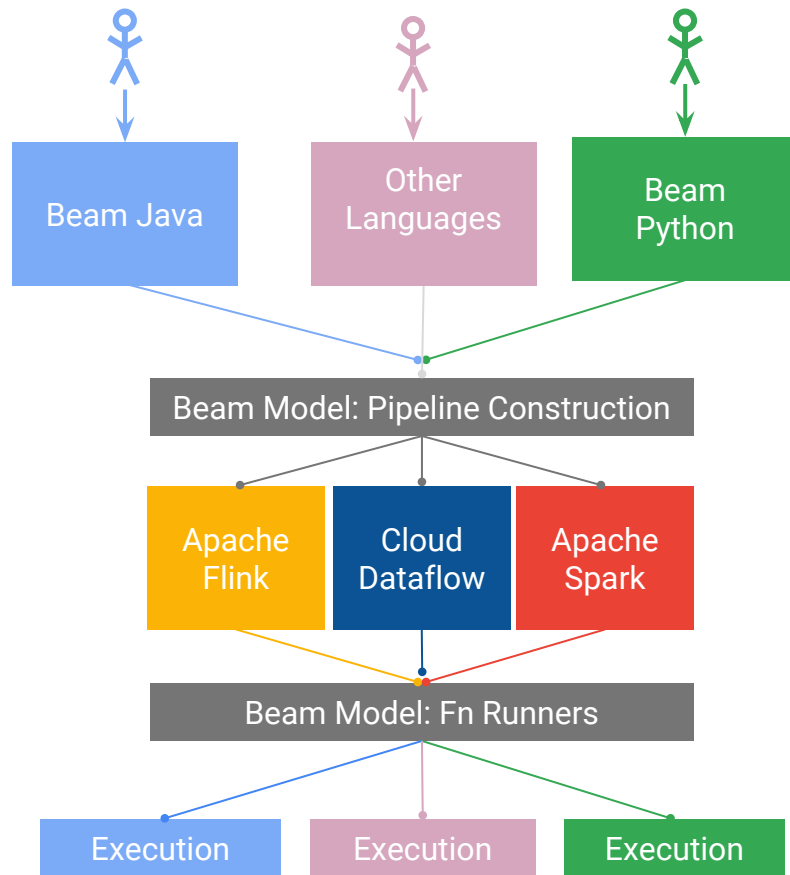 Beam Java
Other
Languages
Beam
Python
Beam Model: Pipeline Construction
Apache
Flink
Cloud
Dataflow
Apache
Spark
Beam Model: Fn Runners
Execution
Execution
Execution